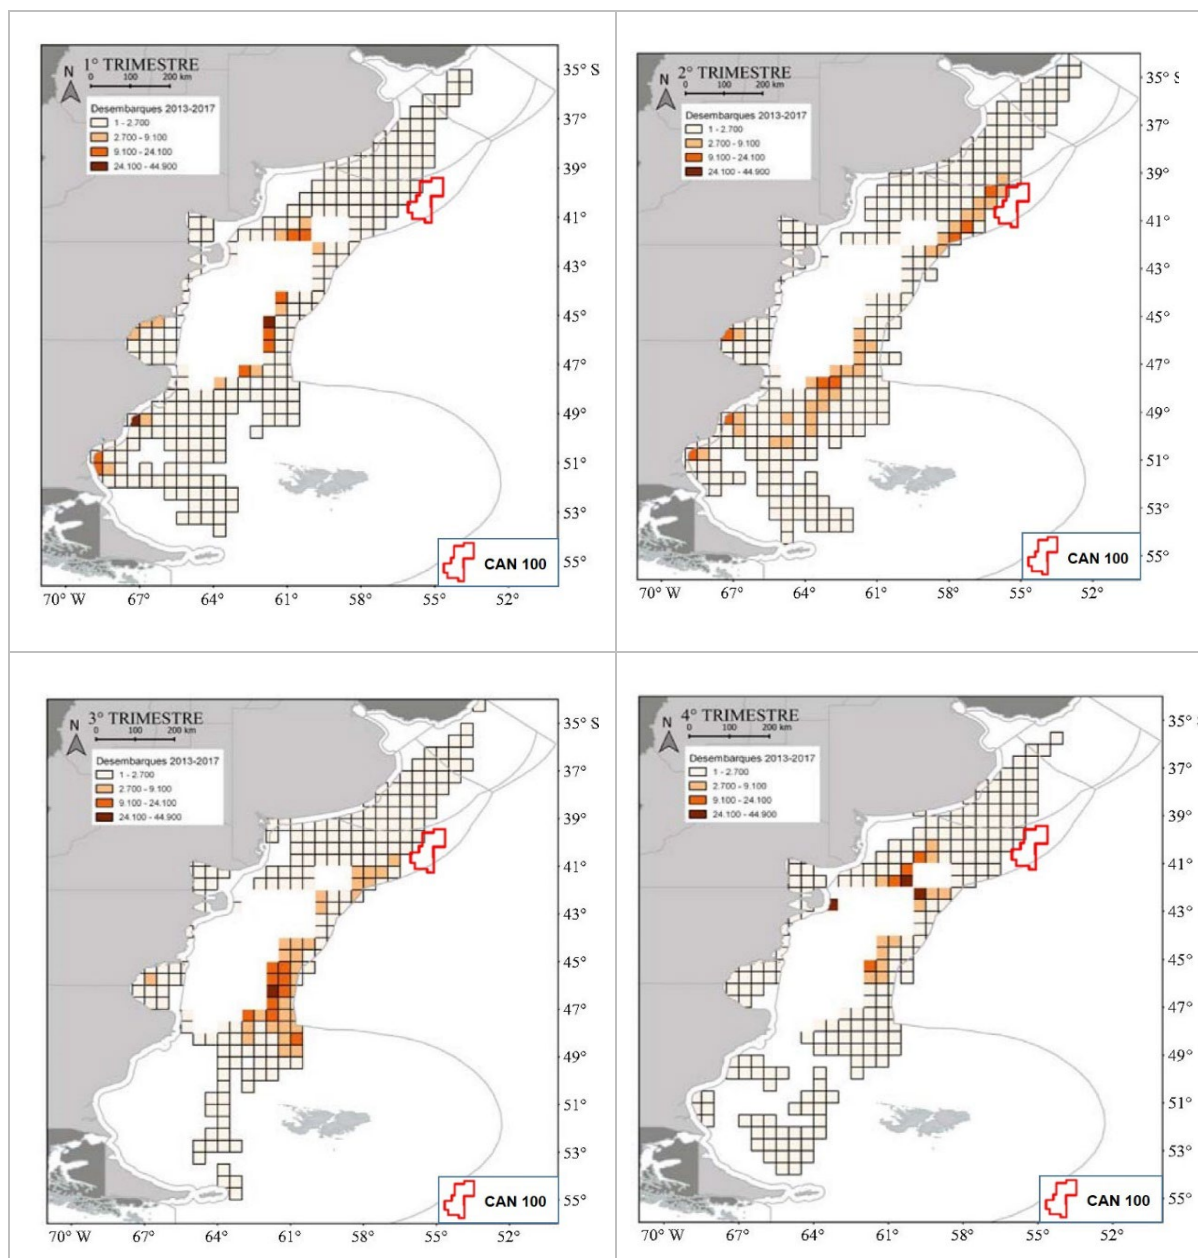 1° TRIMESTRE
N
0 100 200 km
Desembarques 2013-2017
1 - 2.700
2.700 - 9.100
9.100 - 24.100
24.100 - 44.900
35° S
37°
39°
41°
43°
45°
47°
49°
51°
53°
55°
CAN 100
70° W 67° 64° 61° 58° 55° 52°
2° TRIMESTRE
N
0 100 200 km
Desembarques 2013-2017
1 - 2.700
2.700 - 9.100
9.100 - 24.100
24.100 - 44.900
35° S
37°
39°
41°
43°
45°
47°
49°
51°
53°
55°
CAN 100
70° W 67° 64° 61° 58° 55° 52°
3° TRIMESTRE
N
0 100 200 km
Desembarques 2013-2017
1 - 2.700
2.700 - 9.100
9.100 - 24.100
24.100 - 44.900
35° S
37°
39°
41°
43°
45°
47°
49°
51°
53°
55°
CAN 100
70° W 67° 64° 61° 58° 55° 52°
4° TRIMESTRE
N
0 100 200 km
Desembarques 2013-2017
1 - 2.700
2.700 - 9.100
9.100 - 24.100
24.100 - 44.900
35°
37°
39°
41°
43°
45°
47°
49°
51°
53°
55°
CAN 100
70° W 67° 64° 61° 58° 55° 52°